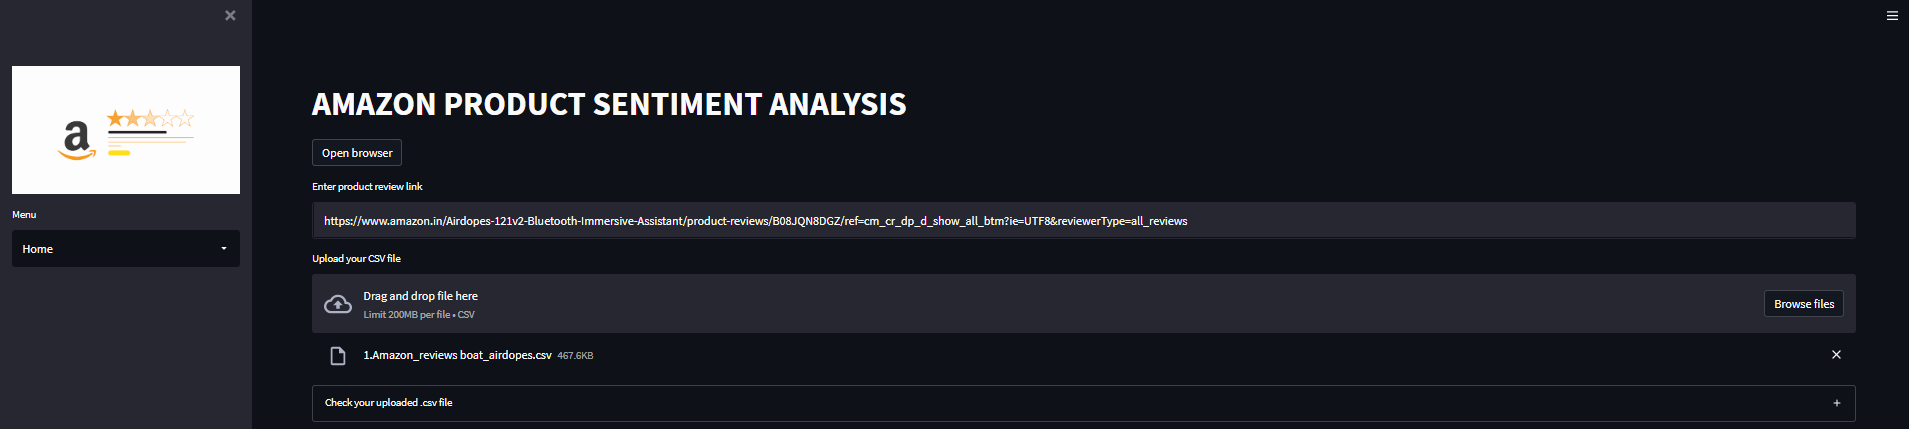 a
Menu
Home
AMAZON PRODUCT SENTIMENT ANALYSIS
Open browser
Enter product review link
https://www.amazon.in/Airdopes-121v2-Bluetooth-Immersive-Assistant/product-reviews/B08JQN8DGZ/ref=cm_cr_dp_d_show_all_btm?ie=UTF8&reviewerType=all_reviews
Upload your CSV file
Drag and drop file here
Limit 200MB per file • CSV
Browse files
1.Amazon_reviews boat_airdopes.csv 467.6KB
Check your uploaded .csv file